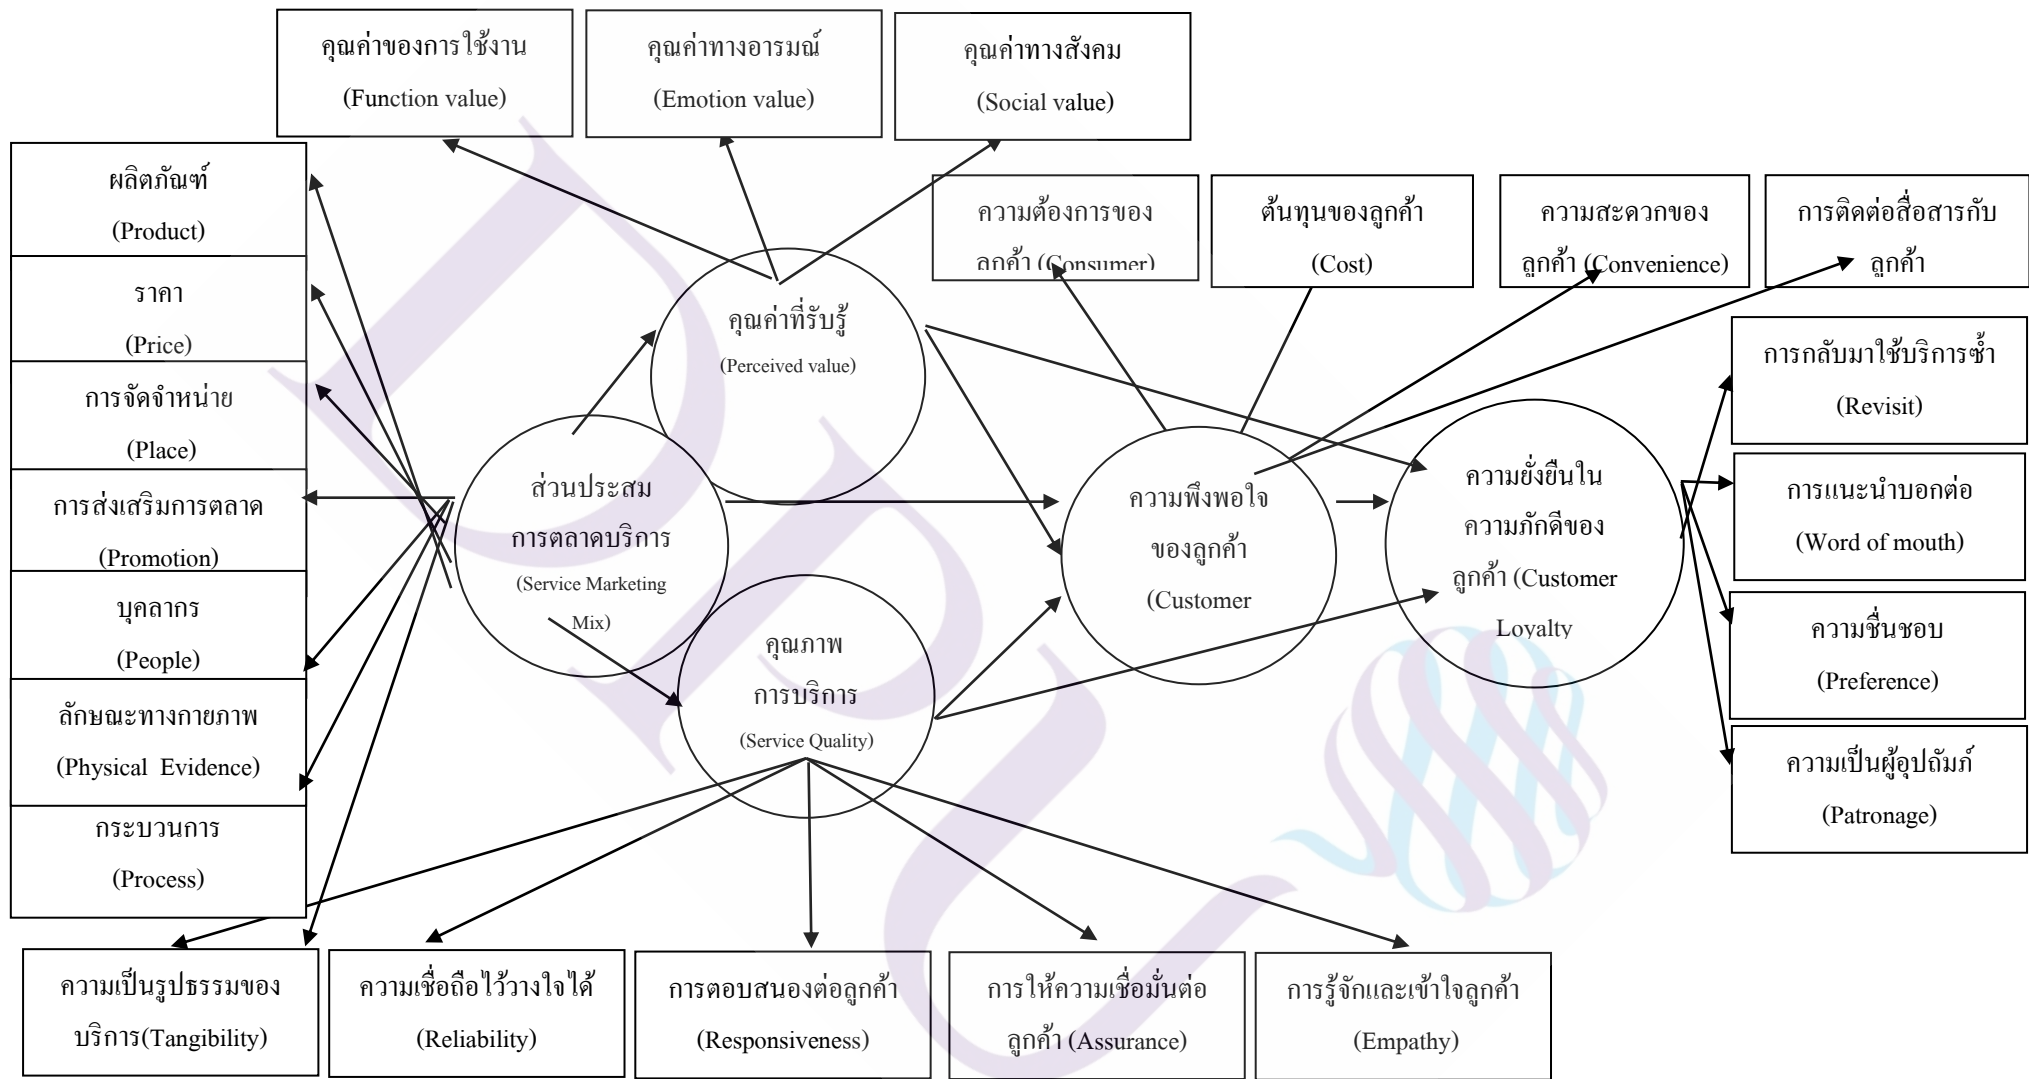 คุณค่าของการใช้งาน
(Function value)
คุณค่าทางอารมณ์
(Emotion value)
คุณค่าทางสังคม
(Social value)
ผลิตภัณฑ์
(Product)
ราคา
(Price)
การจัดจำหน่าย
(Place)
การส่งเสริมการตลาด
(Promotion)
บุคลากร
(People)
ลักษณะทางกายภาพ
(Physical Evidence)
กระบวนการ
(Process)
ความต้องการของ
ลูกค้า (Consumer)
ต้นทุนของลูกค้า
(Cost)
ความสะดวกของ
ลูกค้า (Convenience)
การติดต่อสื่อสารกับ
ลูกค้า
คุณค่าที่รับรู้
(Perceived value)
ส่วนประสม
การตลาดบริการ
(Service Marketing
Mix)
คุณภาพ
การบริการ
(Service Quality)
ความพึงพอใจ
ของลูกค้า
(Customer
ความยั่งยืนใน
ความภักดีของ
ลูกค้า (Customer
Loyalty
การกลับมาใช้บริการซ้ำ
(Revisit)
การแนะนำบอกต่อ
(Word of mouth)
ความชื่นชอบ
(Preference)
ความเป็นผู้อุปถัมภ์
(Patronage)
ความเป็นรูปธรรมของ
บริการ(Tangibility)
ความเชื่อถือไว้วางใจได้
(Reliability)
การตอบสนองต่อลูกค้า
(Responsiveness)
การให้ความเชื่อมั่นต่อ
ลูกค้า (Assurance)
การรู้จักและเข้าใจลูกค้า
(Empathy)
DPU